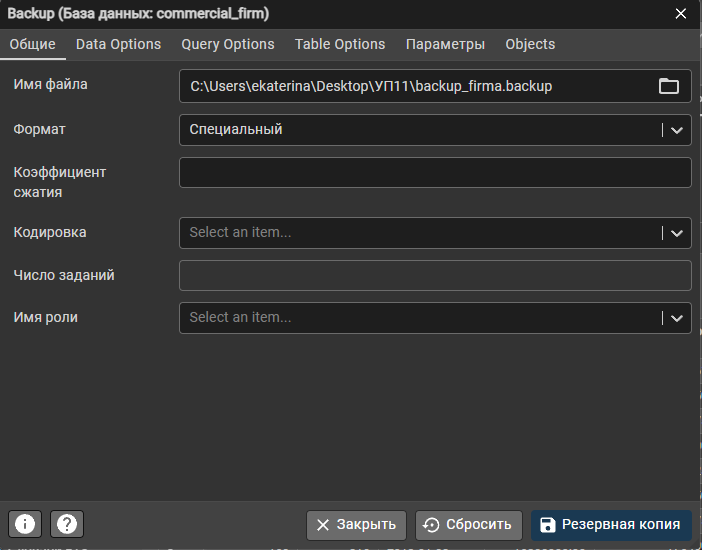 Backup (База данных: commercial_firm)
Общие Data Options Query Options Table Options Параметры Objects
Имя файла C:\Users\ekaterina\Desktop\УП11\backup_firma.backup
Формат Специальный
Коэффициент
сжатия
Кодировка Select an item...
Число заданий
Имя роли Select an item...
Закрыть Сбросить Резервная копия